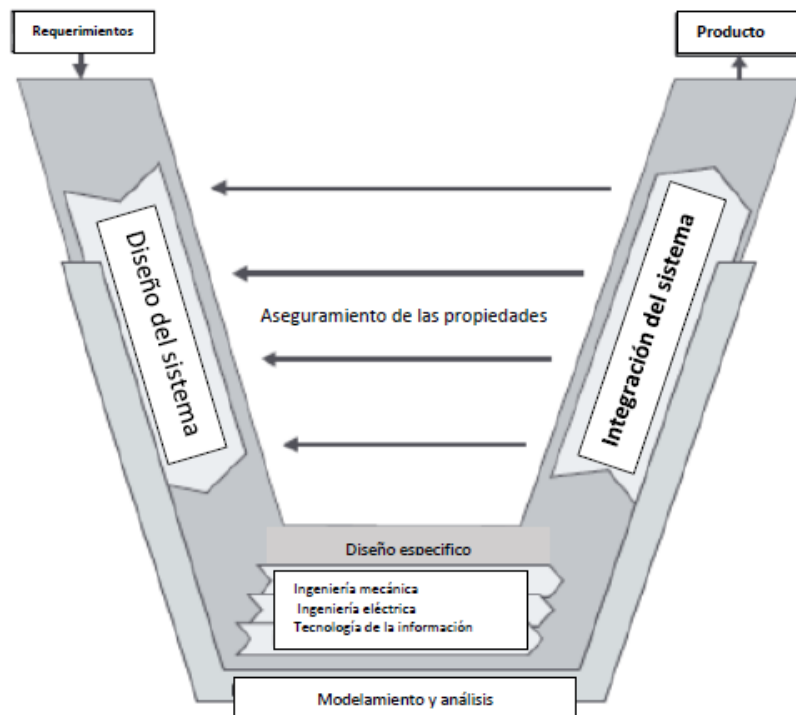 Requerimientos
Producto
Diseño del sistema
Integración del sistema
Aseguramiento de las propiedades
Diseño especifico
Ingeniería mecánica
Ingeniería eléctrica
Tecnología de la información
Modelamiento y análisis